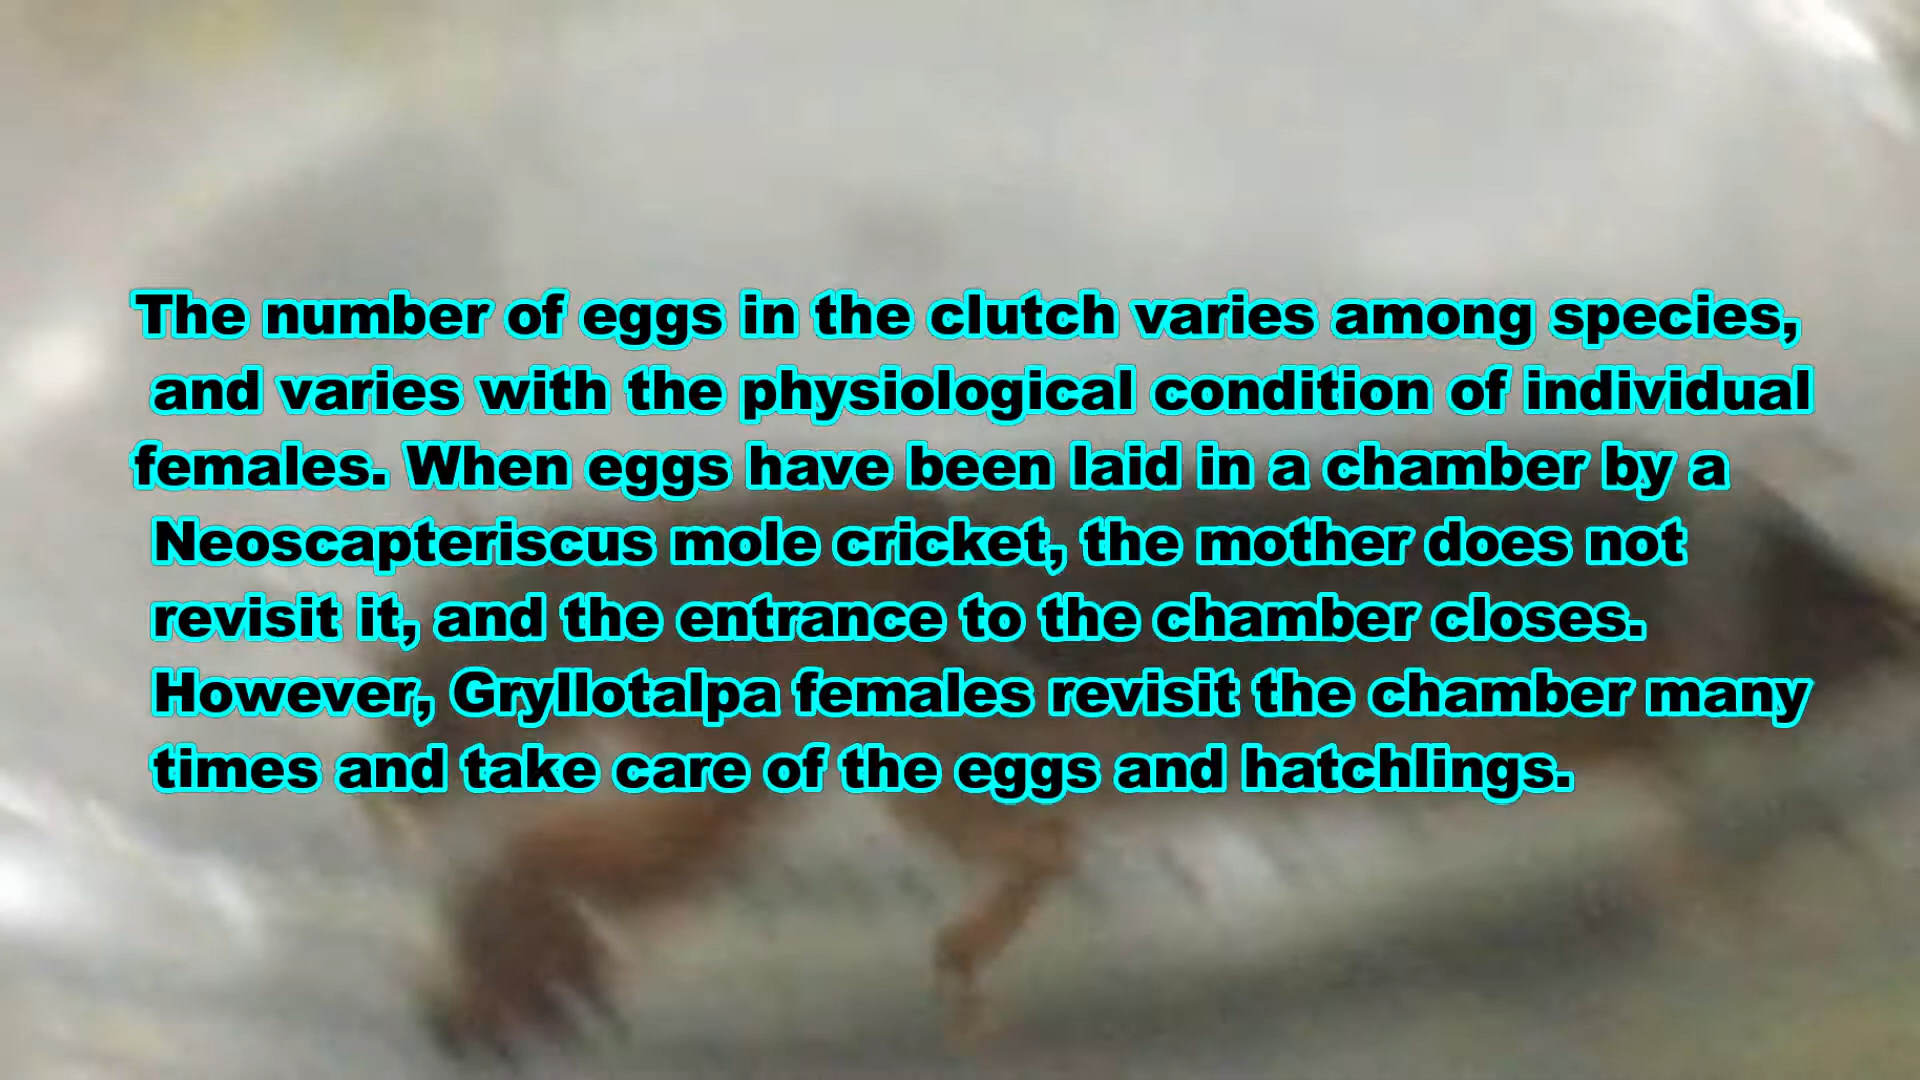 The number of eggs in the clutch varies among species,
and varies with the physiological condition of individual
females. When eggs have been laid in a chamber by a
Neoscapteriscus mole cricket, the mother does not
revisit it, and the entrance to the chamber closes.
However, Gryllotalpa females revisit the chamber many
times and take care of the eggs and hatchlings.